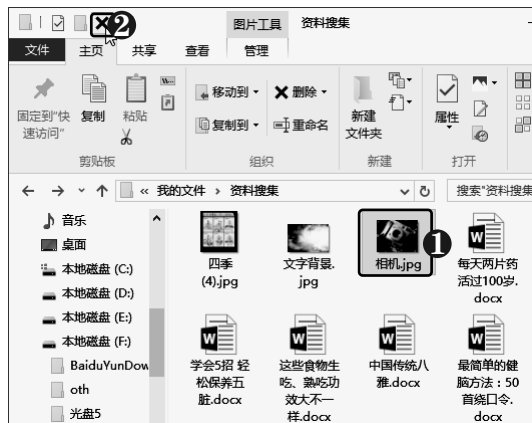 2
图片工具
资料搜集
文件
主页
共享
查看
管理
固定到“快
速访问”
复制
粘贴
W...
移动到
复制到
删除
重命名
新建
文件夹
属性
剪贴板
组织
新建
打开
« 我的文件 › 资料搜集
搜索"资料搜集
音乐
桌面
本地磁盘 (C:)
本地磁盘 (D:)
本地磁盘 (E:)
本地磁盘 (F:)
BaiduYunDow
oth
光盘5
四季
(4).jpg
文字背景.
jpg
相机.jpg
1
每天两片药
活过100岁.
docx
学会5招 轻
松保养五
脏.docx
这些食物生
吃、熟吃功
效大不一
样.docx
中国传统八
雅.docx
最简单的健
脑方法：50
首绕口令.
docx